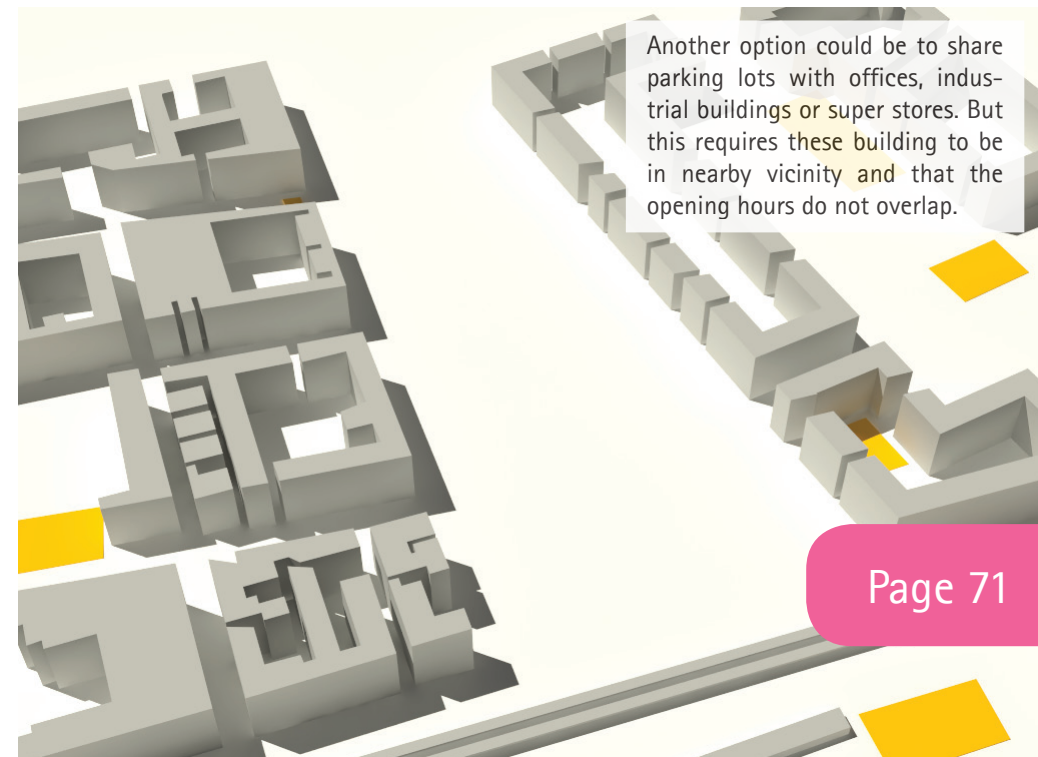 Another option could be to share
parking lots with offices, indus-
trial buildings or super stores. But
this requires these building to be
in nearby vicinity and that the
opening hours do not overlap.
Page 71